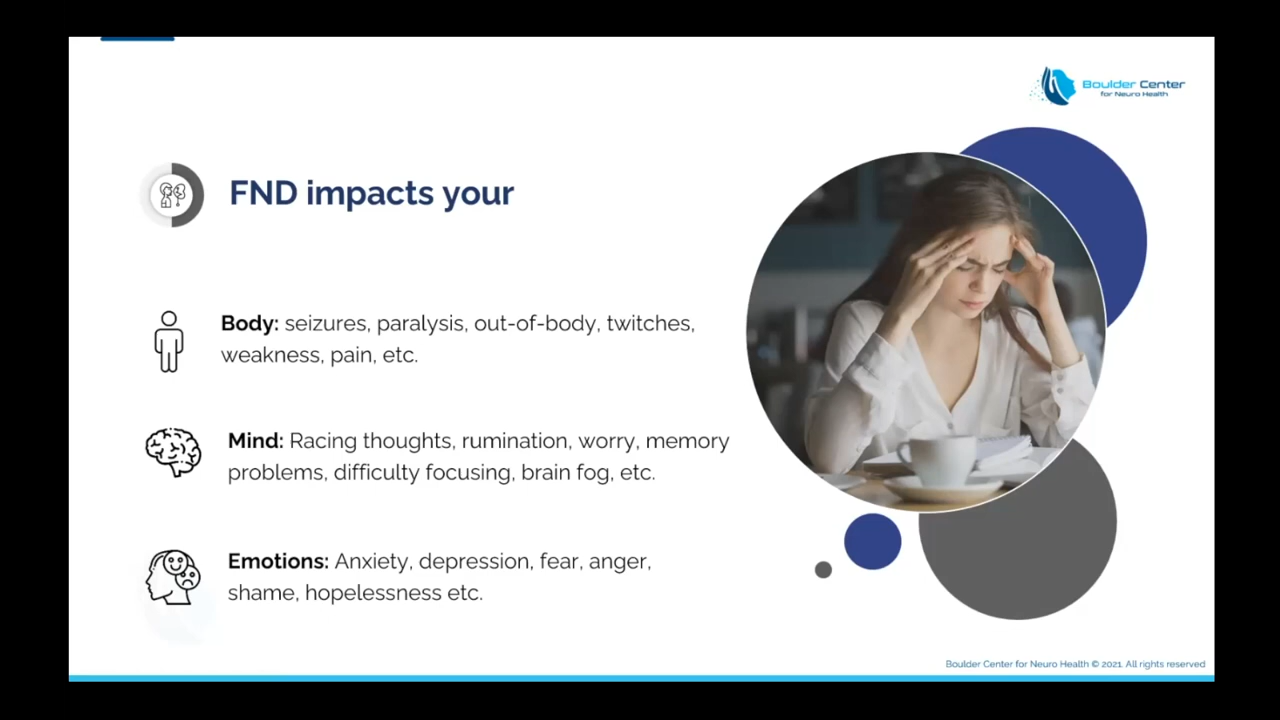 Boulder Center
for Neuro Health
FND impacts your
Body: seizures, paralysis, out-of-body, twitches,
weakness, pain, etc.
Mind: Racing thoughts, rumination, worry, memory
problems, difficulty focusing, brain fog, etc.
Emotions: Anxiety, depression, fear, anger,
shame, hopelessness etc.
Boulder Center for Neuro Health © 2021. All rights reserved